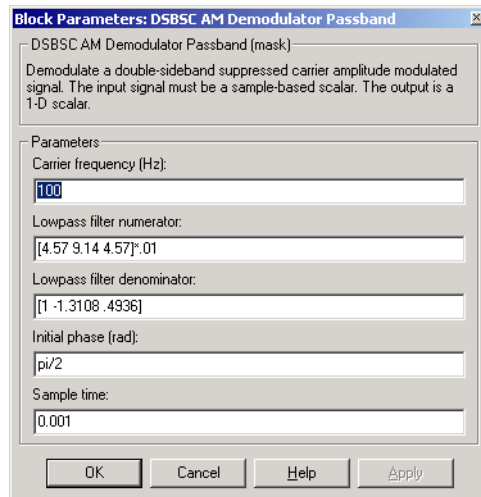 Block Parameters: DSBSC AM Demodulator Passband
DSBSC AM Demodulator Passband (mask)
Demodulate a double-sideband suppressed carrier amplitude modulated
signal. The input signal must be a sample-based scalar. The output is a
1-D scalar.
Parameters
Carrier frequency (Hz):
100
Lowpass filter numerator:
[4.57 9.14 4.57]*.01
Lowpass filter denominator:
[1 -1.3108 .4936]
Initial phase (rad):
pi/2
Sample time:
0.001
OK Cancel Help Apply